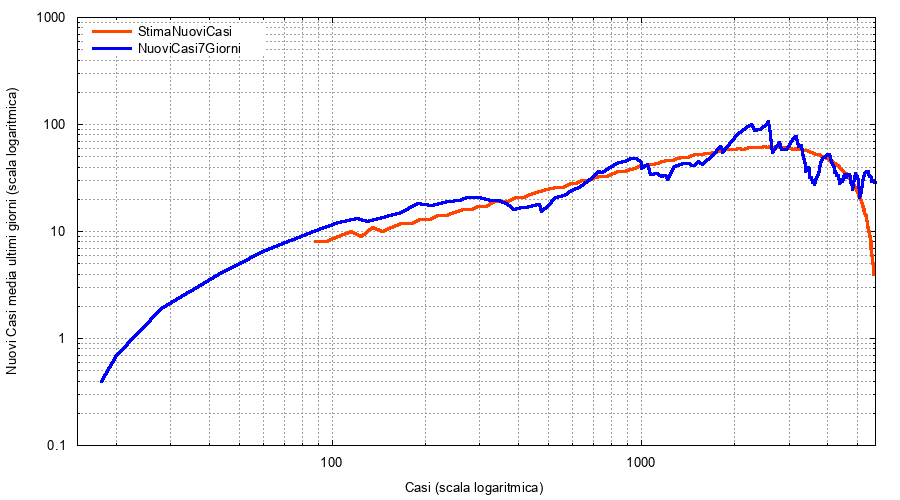 StimaNuoviCasi
NuoviCasi7Giorni
1000
100
10
1
0.1
100
1000
Nuovi Casi media ultimi giorni (scala logaritmica)
Casi (scala logaritmica)